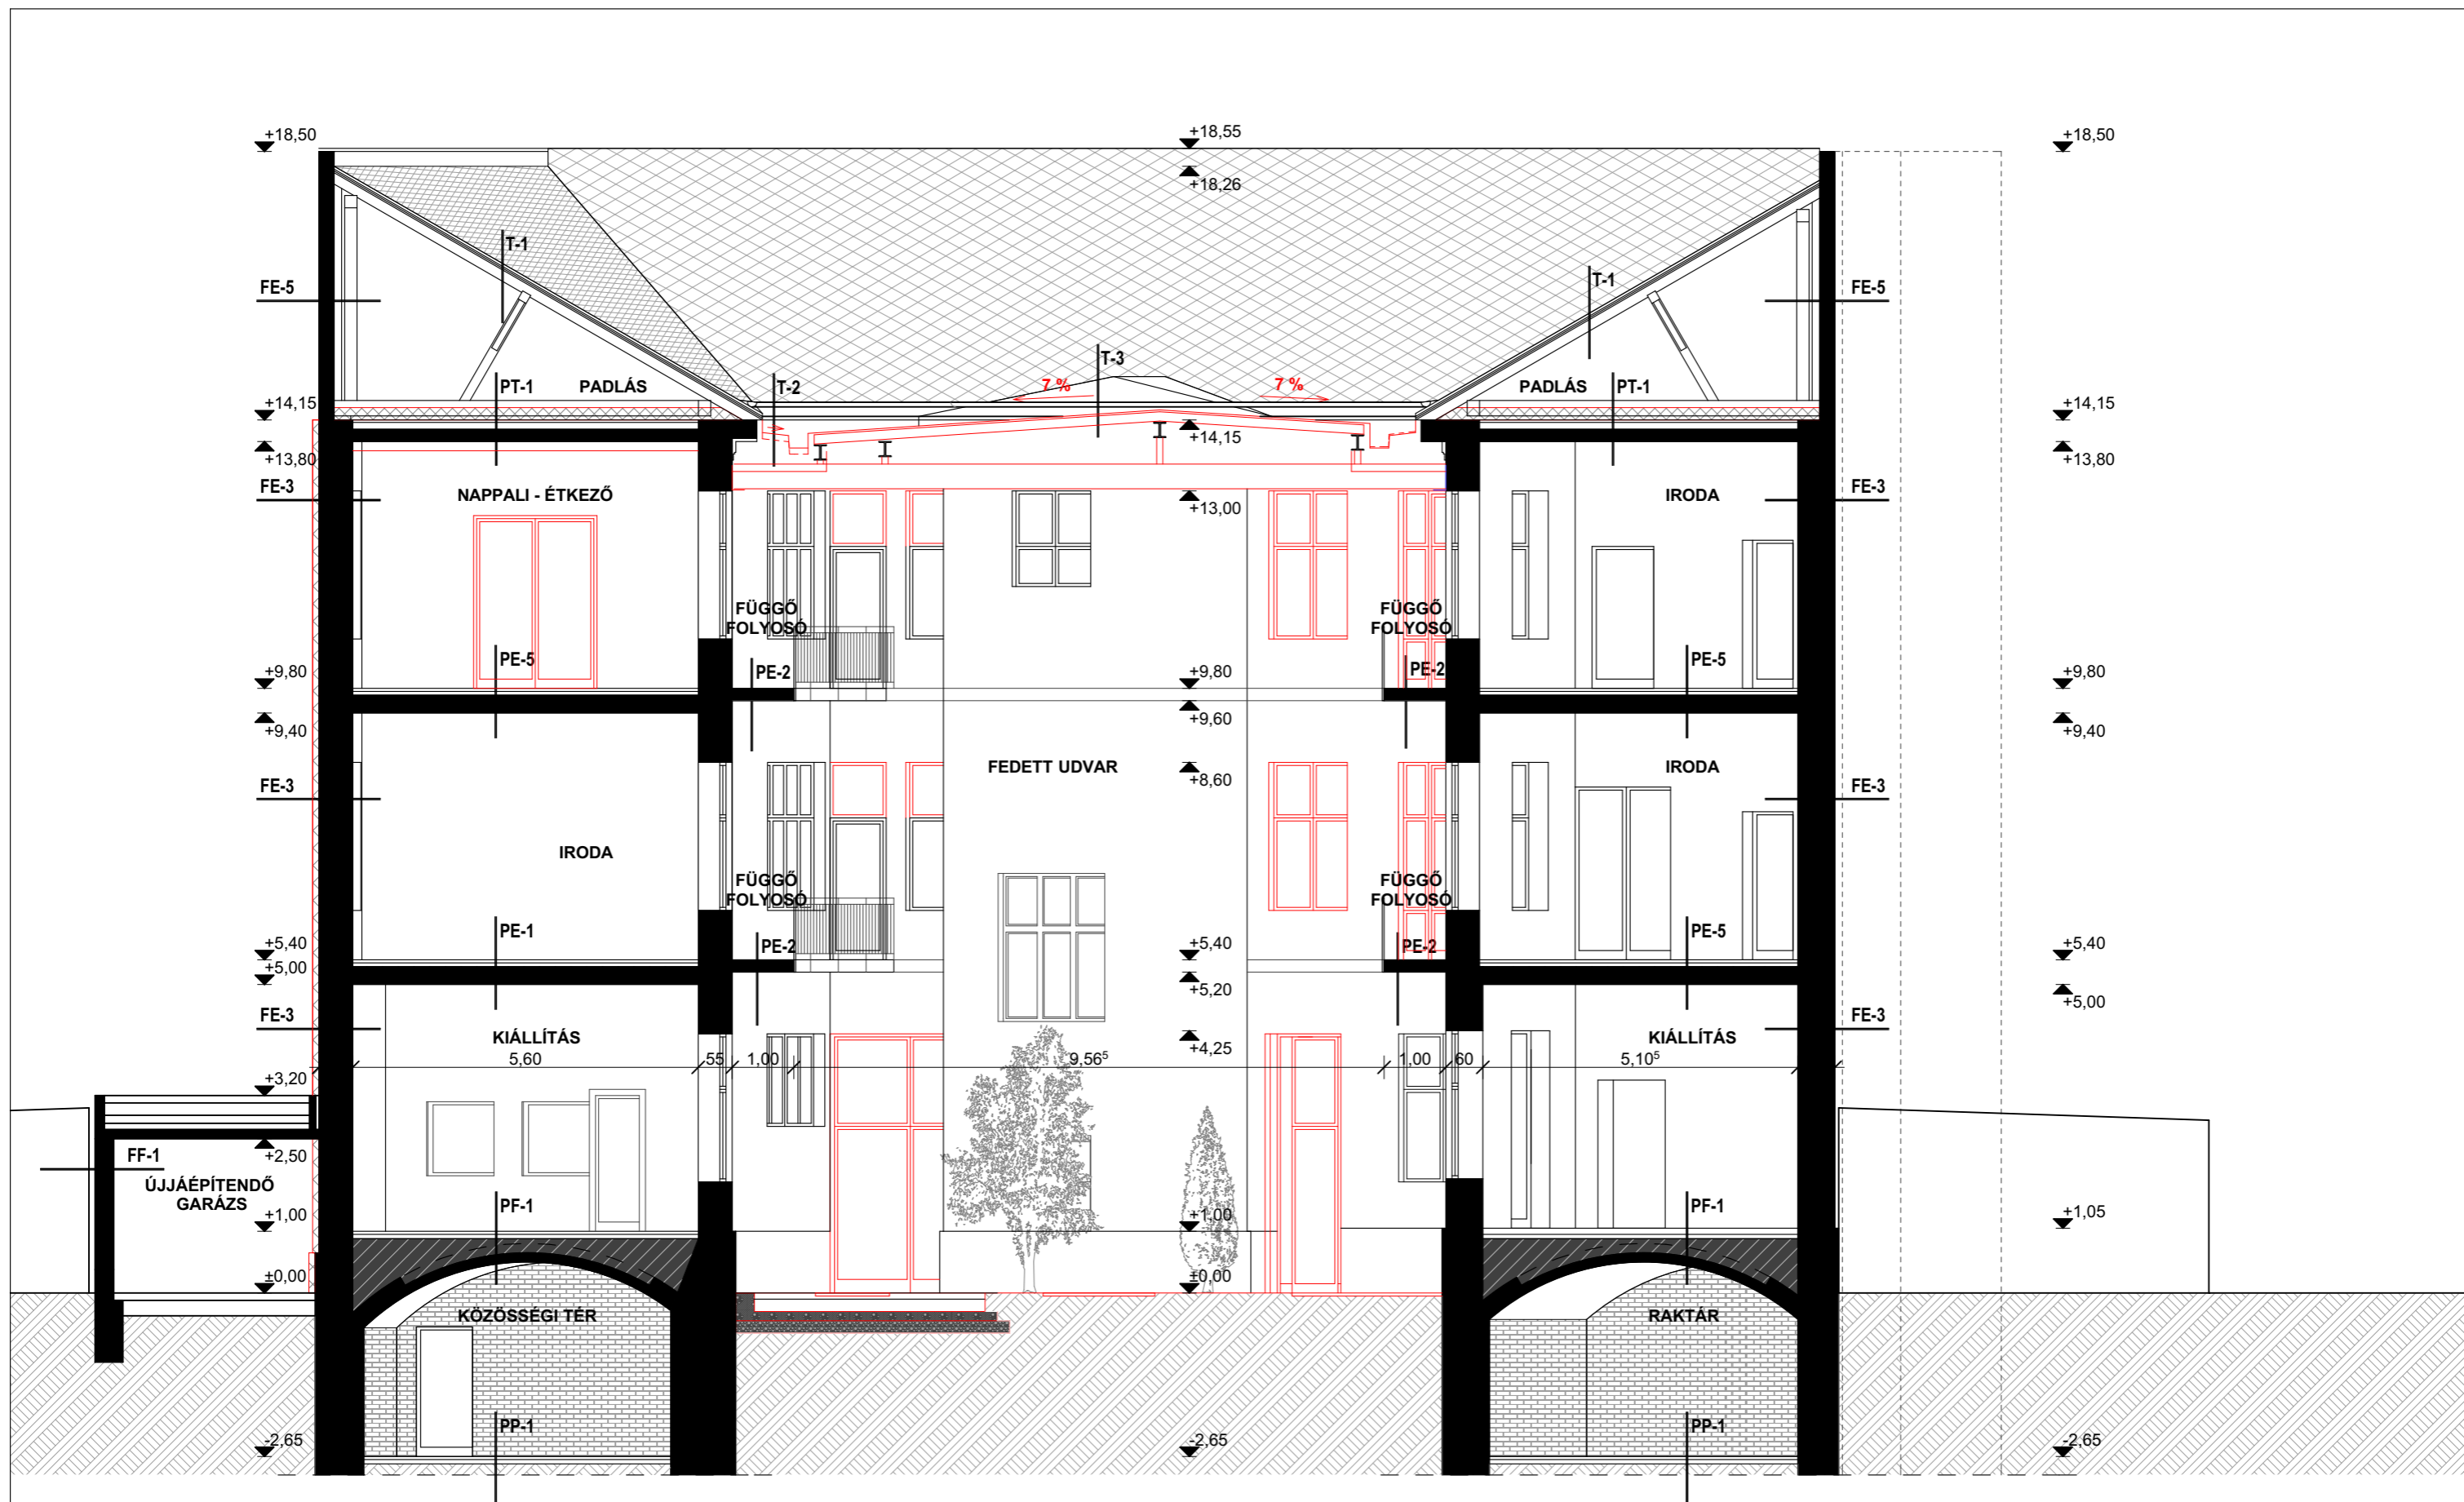 +18,50
+18,55
+18,50
+18,26
T-1
T-1
FE-5
FE-5
T-3
7 %
7 %
PT-1
PADLÁS
T-2
PADLÁS
PT-1
+14,15
+14,15
+14,15
+13,80
+13,80
FE-3
NAPPALI - ÉTKEZŐ
+13,00
IRODA
FE-3
FÜGGŐ
FOLYOSÓ
FÜGGŐ
FOLYOSÓ
+9,80
PE-5
PE-2
+9,80
PE-2
PE-5
+9,80
+9,40
+9,60
+9,40
FE-3
FEDETT UDVAR
+8,60
IRODA
FE-3
IRODA
FÜGGŐ
FOLYOSÓ
FÜGGŐ
FOLYOSÓ
+5,40
PE-1
PE-2
+5,40
PE-2
PE-5
+5,40
+5,00
+5,20
+5,00
FE-3
KIÁLLÍTÁS
+4,25
KIÁLLÍTÁS
FE-3
5,60
55
1,00
9,56⁵
1,00
60
5,10⁵
+3,20
FF-1
+2,50
ÚJJÁÉPÍTENDŐ
GARÁZS
+1,00
PF-1
+1,00
PF-1
+1,05
±0,00
±0,00
KÖZÖSSÉGI TÉR
RAKTÁR
-2,65
PP-1
-2,65
PP-1
-2,65